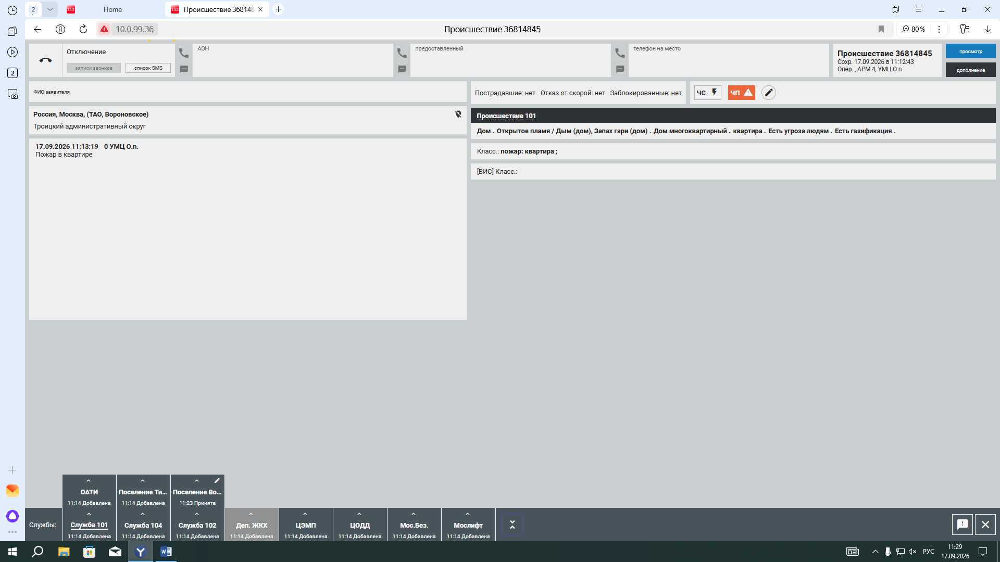 2
Home
Происшествие 3681484
10.0.99.36
Происшествие 36814845
80 %
2
Отключение
записи звонков
список SMS
АОН
предоставленный
телефон на место
Происшествие 36814845
Сохр. 17.09.2026 в 11:12:43
Опер. , АРМ 4, УМЦ О п
просмотр
дополнение
ФИО заявителя
Пострадавшие: нет Отказ от скорой: нет Заблокированные: нет
ЧС
ЧП
Россия, Москва, (ТАО, Вороновское)
Троицкий административный округ
Происшествие 101
Дом . Открытое пламя / Дым (дом), Запах гари (дом) . Дом многоквартирный . квартира . Есть угроза людям . Есть газификация .
17.09.2026 11:13:19 0 УМЦ О.п.
Пожар в квартире
Класс.: пожар: квартира ;
[ВИС] Класс.:
ОАТИ
11:14 Добавлена
Поселение Ти...
11:14 Добавлена
Поселение Во...
11:23 Принята
Службы:
Служба 101
11:14 Добавлена
Служба 104
11:14 Добавлена
Служба 102
11:14 Добавлена
Деп. ЖКХ
11:14 Добавлена
ЦЭМП
11:14 Добавлена
ЦОДД
11:14 Добавлена
Мос.Без.
11:14 Добавлена
Мослифт
11:14 Добавлена
РУС
11:29
17.09.2026